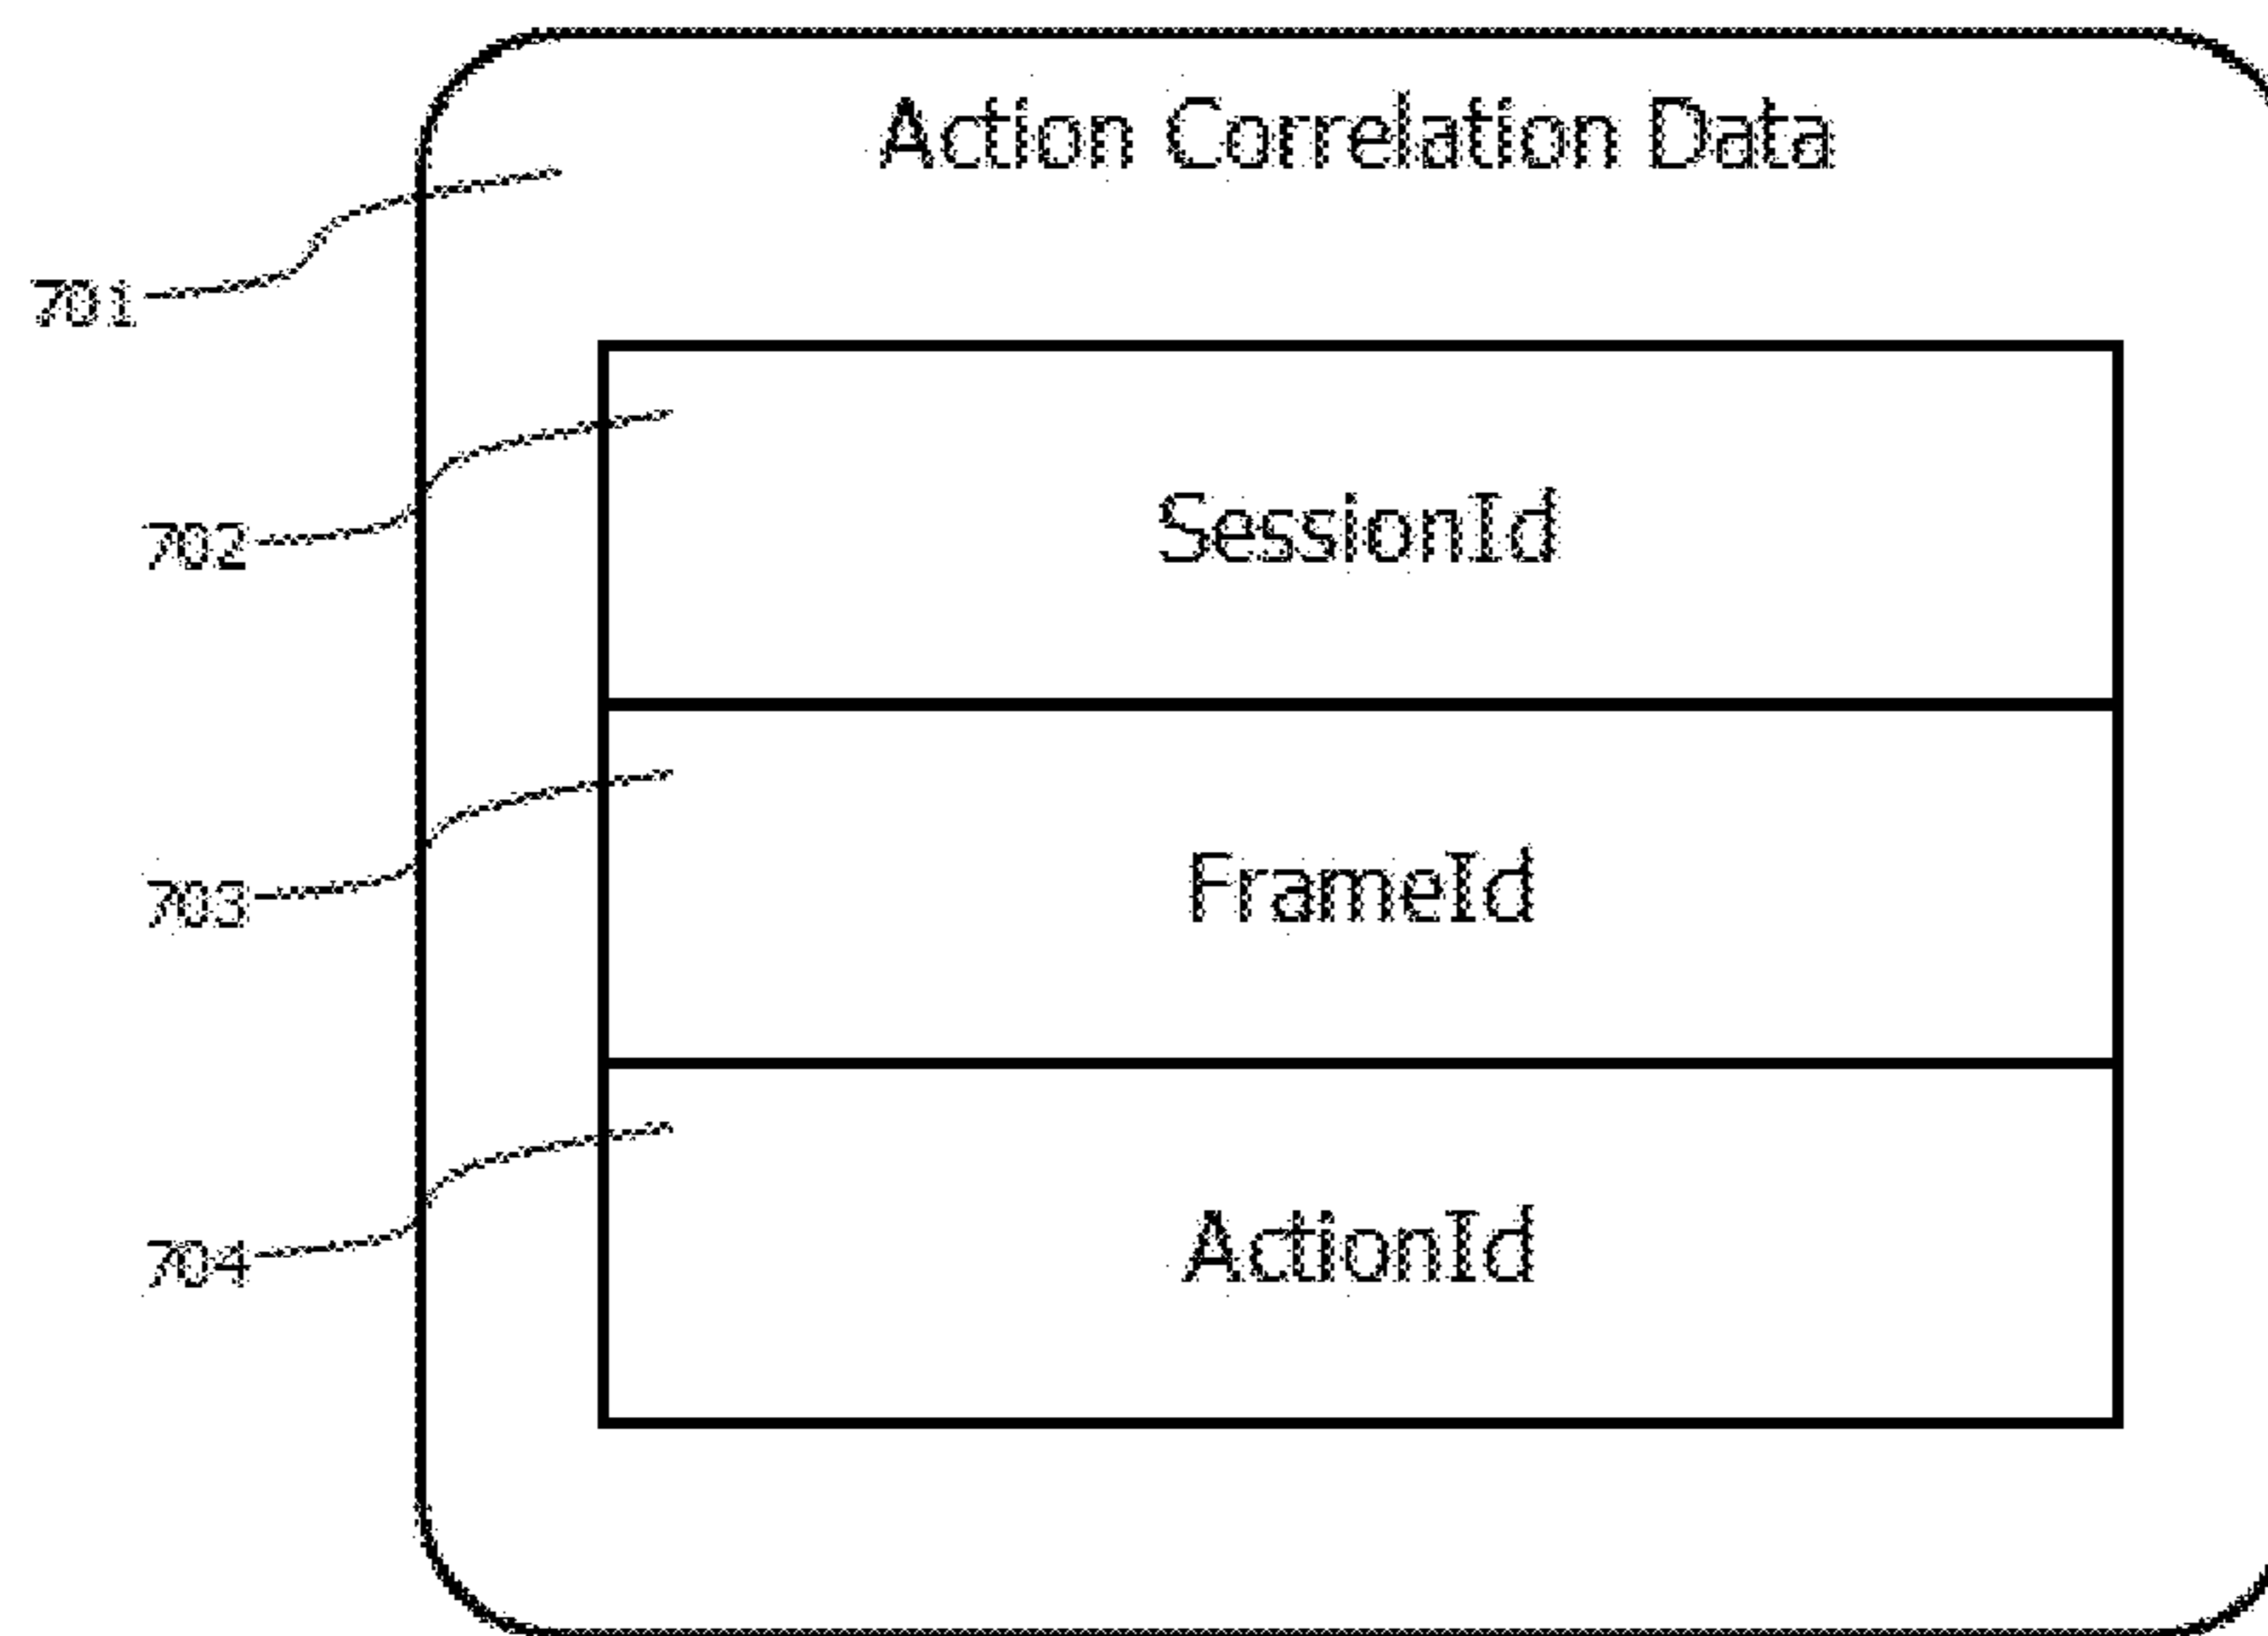 Action Correlation Data
701
702
SessionId
703
FrameId
704
ActionId